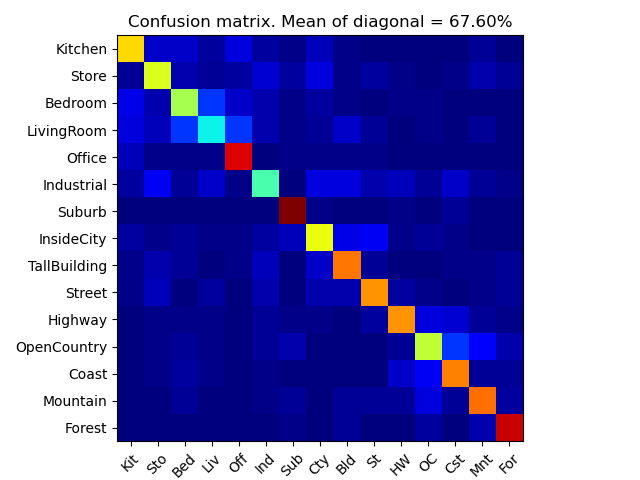 Confusion matrix. Mean of diagonal = 67.60%
Kitchen
Store
Bedroom
LivingRoom
Office
Industrial
Suburb
InsideCity
TallBuilding
Street
Highway
OpenCountry
Coast
Mountain
Forest
Kit Sto Bed Liv Off Ind Sub Cty Bld St HW OC Cst Mnt For